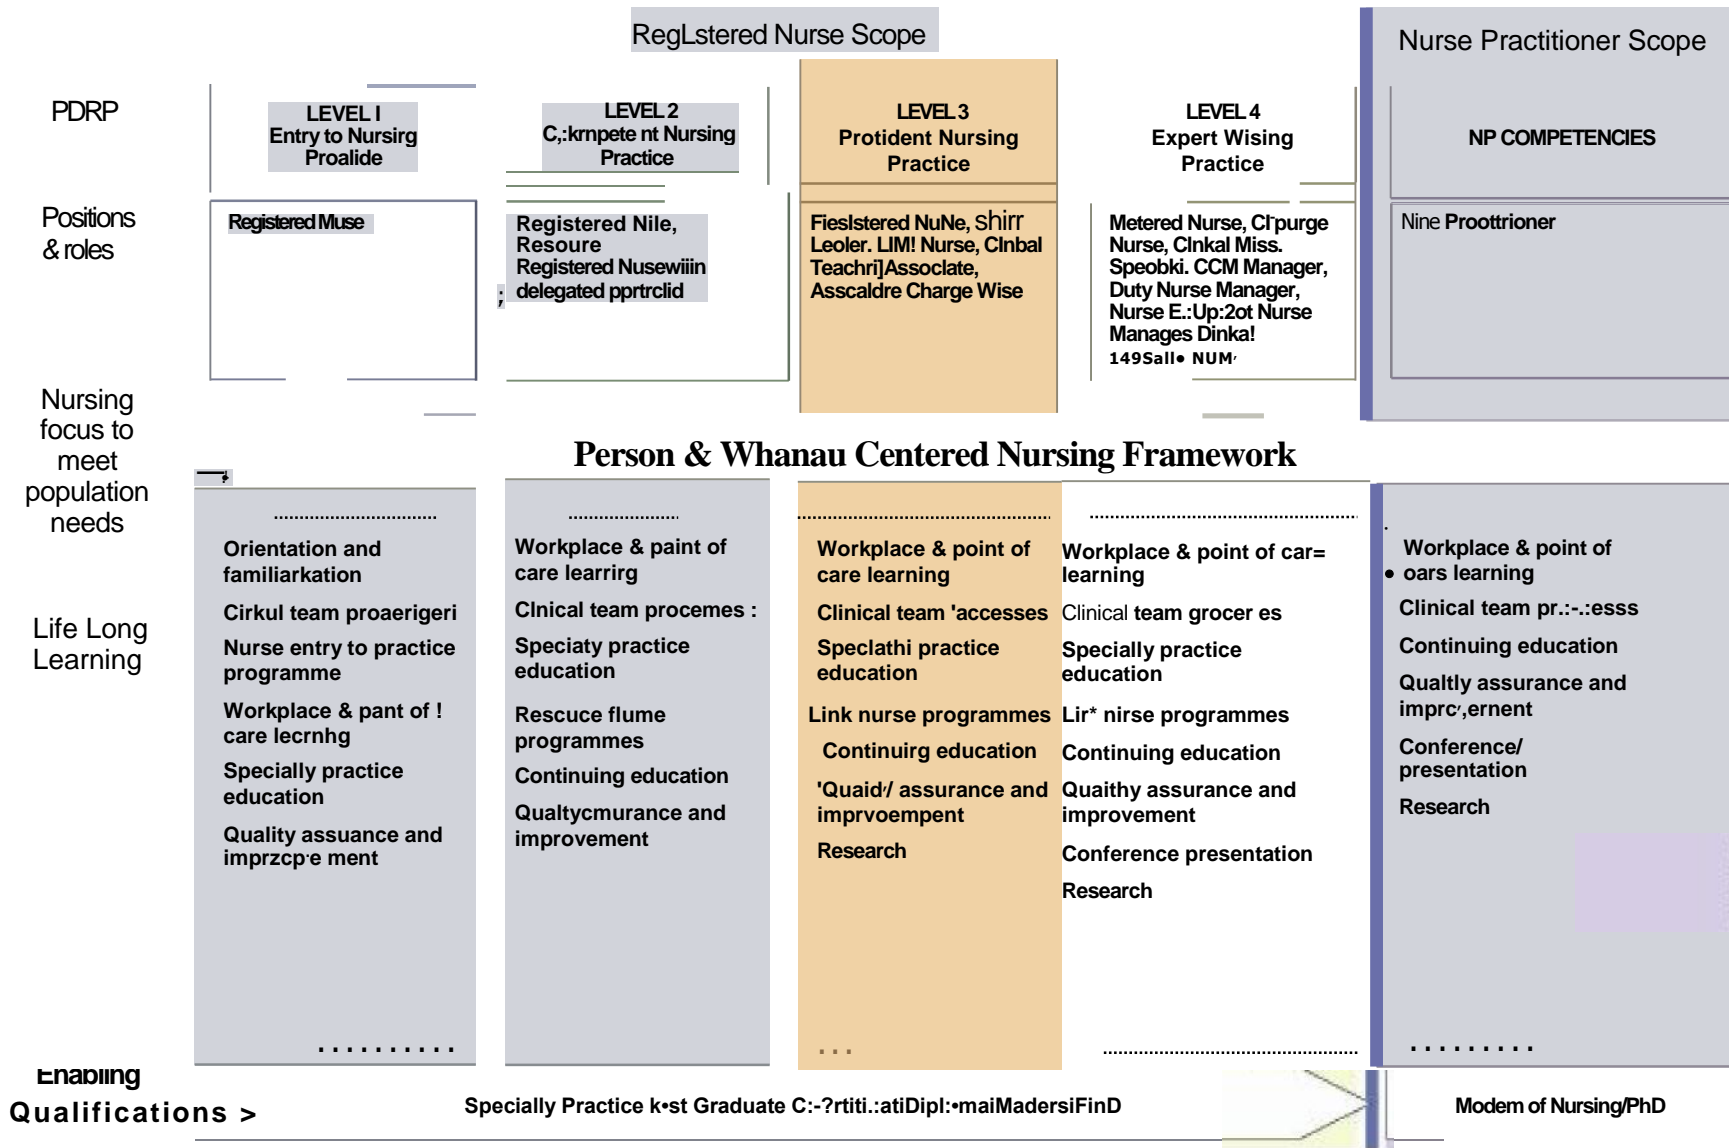 RegLstered Nurse Scope
Nurse Practitioner Scope
PDRP
LEVEL I
Entry to Nursirg
Proalide
LEVEL 2
C,:krnpete nt Nursing
Practice
LEVEL 3
Protident Nursing
Practice
LEVEL 4
Expert Wising
Practice
NP COMPETENCIES
Positions
& roles
Registered Muse
Registered Nile,
Resoure
Registered Nusewiiin
; delegated pprtrclid
FiesIstered NuNe, shirr
Leoler. LIM! Nurse, Clnbal
Teachri]Assoclate,
Asscaldre Charge Wise
Metered Nurse, Cl'purge
Nurse, Clnkal Miss.
Speobki. CCM Manager,
Duty Nurse Manager,
Nurse E.:Up:2ot Nurse
Manages Dinka!
149Sall• NUM'
Nine Proottrioner
Nursing
focus to
meet
population
needs
Person & Whanau Centered Nursing Framework
Life Long
Learning
Orientation and
familiarkation
Cirkul team proaerigeri
Nurse entry to practice
programme
Workplace & pant of !
care lecrnhg
Specially practice
education
Quality assuance and
imprzcp'e ment
Workplace & paint of
care learrirg
Clnical team procemes :
Speciaty practice
education
Rescuce flume
programmes
Continuing education
Qualtycmurance and
improvement
Workplace & point of
care learning
Clinical team 'accesses
Speclathi practice
education
Link nurse programmes
Continuirg education
'Quaid'/ assurance and
imprvoempent
Research
Workplace & point of car=
learning
Clinical team grocer es
Specially practice
education
Lir* nirse programmes
Continuing education
Quaithy assurance and
improvement
Conference presentation
Research
Workplace & point of
• oars learning
Clinical team pr.:-.:esss
Continuing education
Qualtly assurance and
imprc',ernent
Conference/
presentation
Research
Enabling
Qualifications >
Specially Practice k•st Graduate C:-?rtiti.:atiDipl:•maiMadersiFinD
Modem of Nursing/PhD